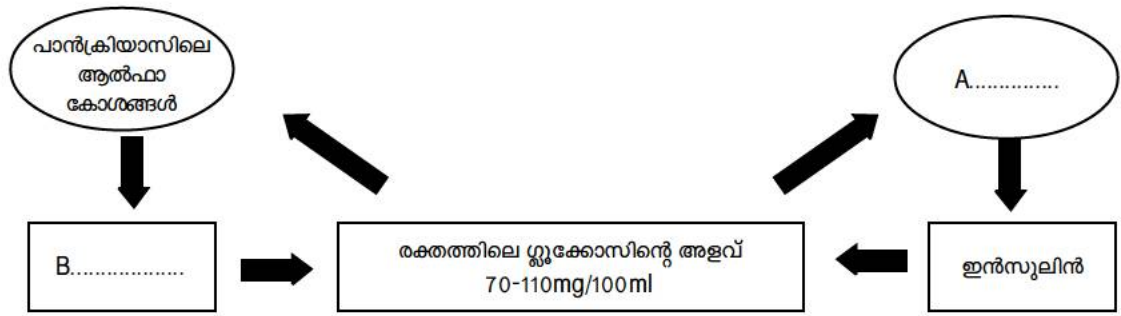 പാൻക്രിയാസിലെ
ആൽഫാ
കോശങ്ങൾ
A...............
B...................
രക്തത്തിലെ ഗ്ലൂക്കോസിന്റെ അളവ്
70-110mg/100ml
ഇൻസുലിൻ